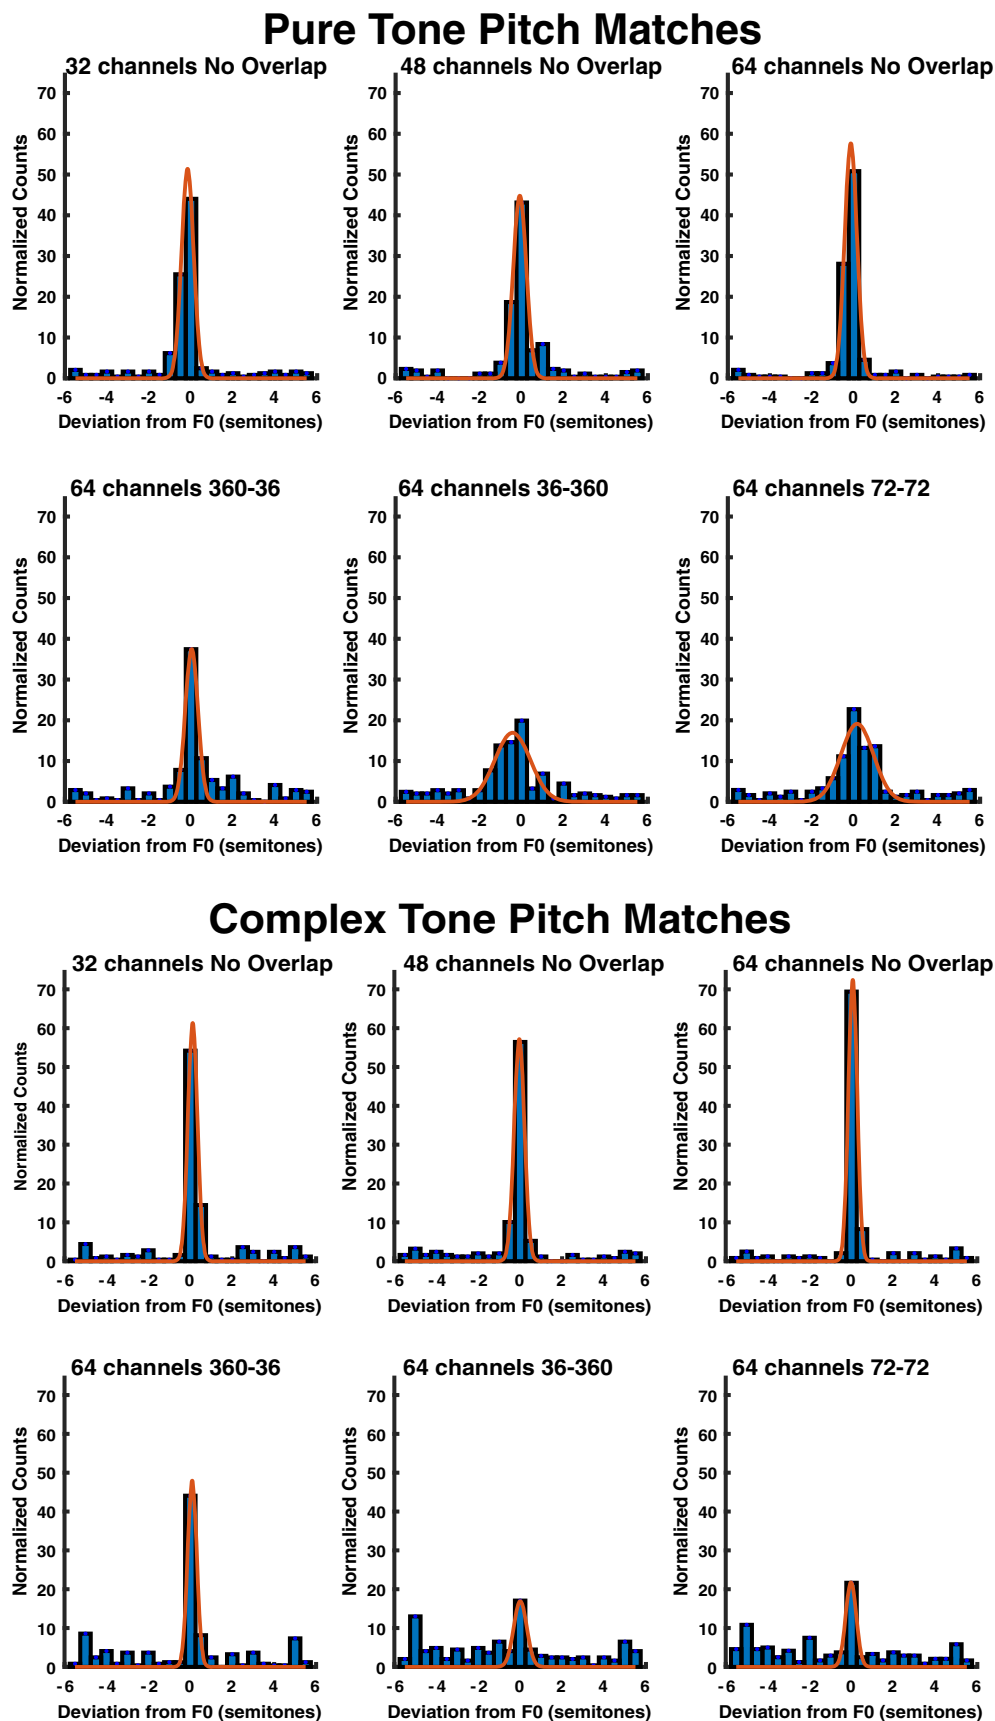 Pure Tone Pitch Matches
32 channels No Overlap
48 channels No Overlap
64 channels No Overlap
70
60
50
40
30
20
10
0
Normalized Counts
-6 -4 -2 0 2 4 6
Deviation from F0 (semitones)
70
60
50
40
30
20
10
0
Normalized Counts
-6 -4 -2 0 2 4 6
Deviation from F0 (semitones)
70
60
50
40
30
20
10
0
Normalized Counts
-6 -4 -2 0 2 4 6
Deviation from F0 (semitones)
64 channels 360-36
64 channels 36-360
64 channels 72-72
70
60
50
40
30
20
10
0
Normalized Counts
-6 -4 -2 0 2 4 6
Deviation from F0 (semitones)
70
60
50
40
30
20
10
0
Normalized Counts
-6 -4 -2 0 2 4 6
Deviation from F0 (semitones)
70
60
50
40
30
20
10
0
Normalized Counts
-6 -4 -2 0 2 4 6
Deviation from F0 (semitones)
Complex Tone Pitch Matches
32 channels No Overlap
48 channels No Overlap
64 channels No Overlap
70
60
50
40
30
20
10
0
Normalized Counts
-6 -4 -2 0 2 4 6
Deviation from F0 (semitones)
70
60
50
40
30
20
10
0
Normalized Counts
-6 -4 -2 0 2 4 6
Deviation from F0 (semitones)
70
60
50
40
30
20
10
0
Normalized Counts
-6 -4 -2 0 2 4 6
Deviation from F0 (semitones)
64 channels 360-36
64 channels 36-360
64 channels 72-72
70
60
50
40
30
20
10
0
Normalized Counts
-6 -4 -2 0 2 4 6
Deviation from F0 (semitones)
70
60
50
40
30
20
10
0
Normalized Counts
-6 -4 -2 0 2 4 6
Deviation from F0 (semitones)
70
60
50
40
30
20
10
0
Normalized Counts
-6 -4 -2 0 2 4 6
Deviation from F0 (semitones)